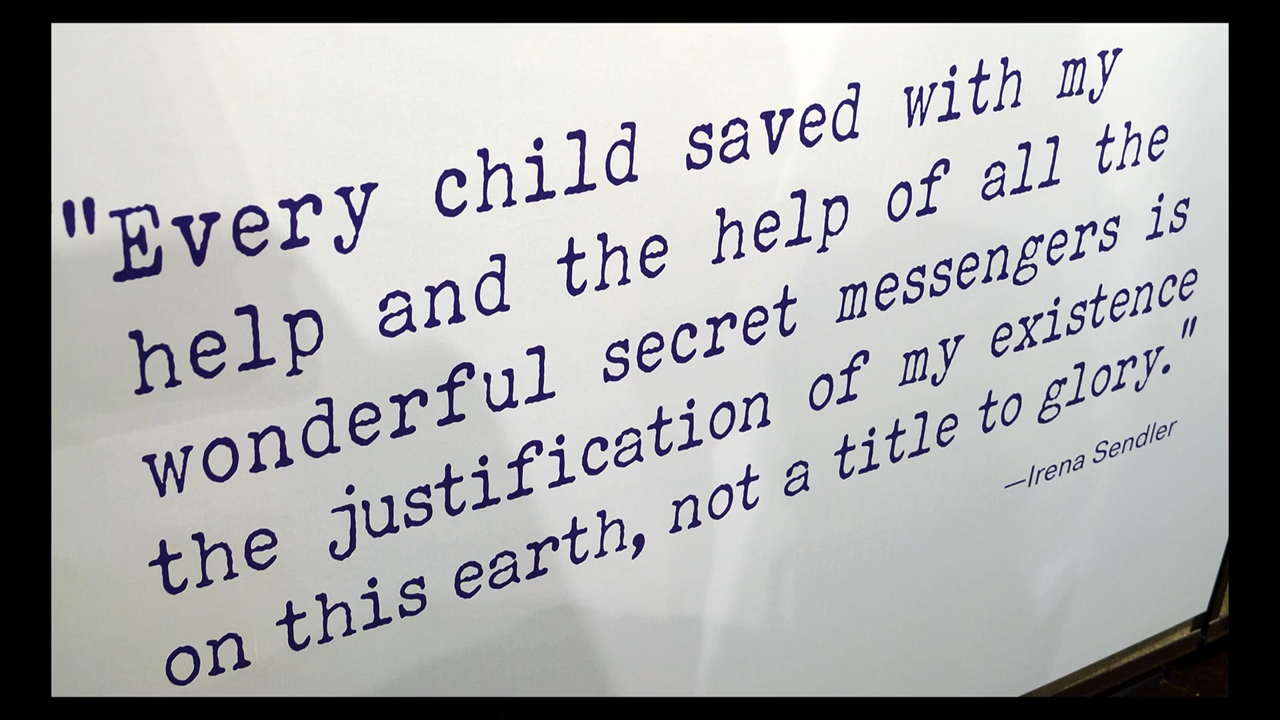 "Every child saved with my
help and the help of all the
wonderful secret messengers is
the justification of my existence
on this earth, not a title to glory."
—Irena Sendler